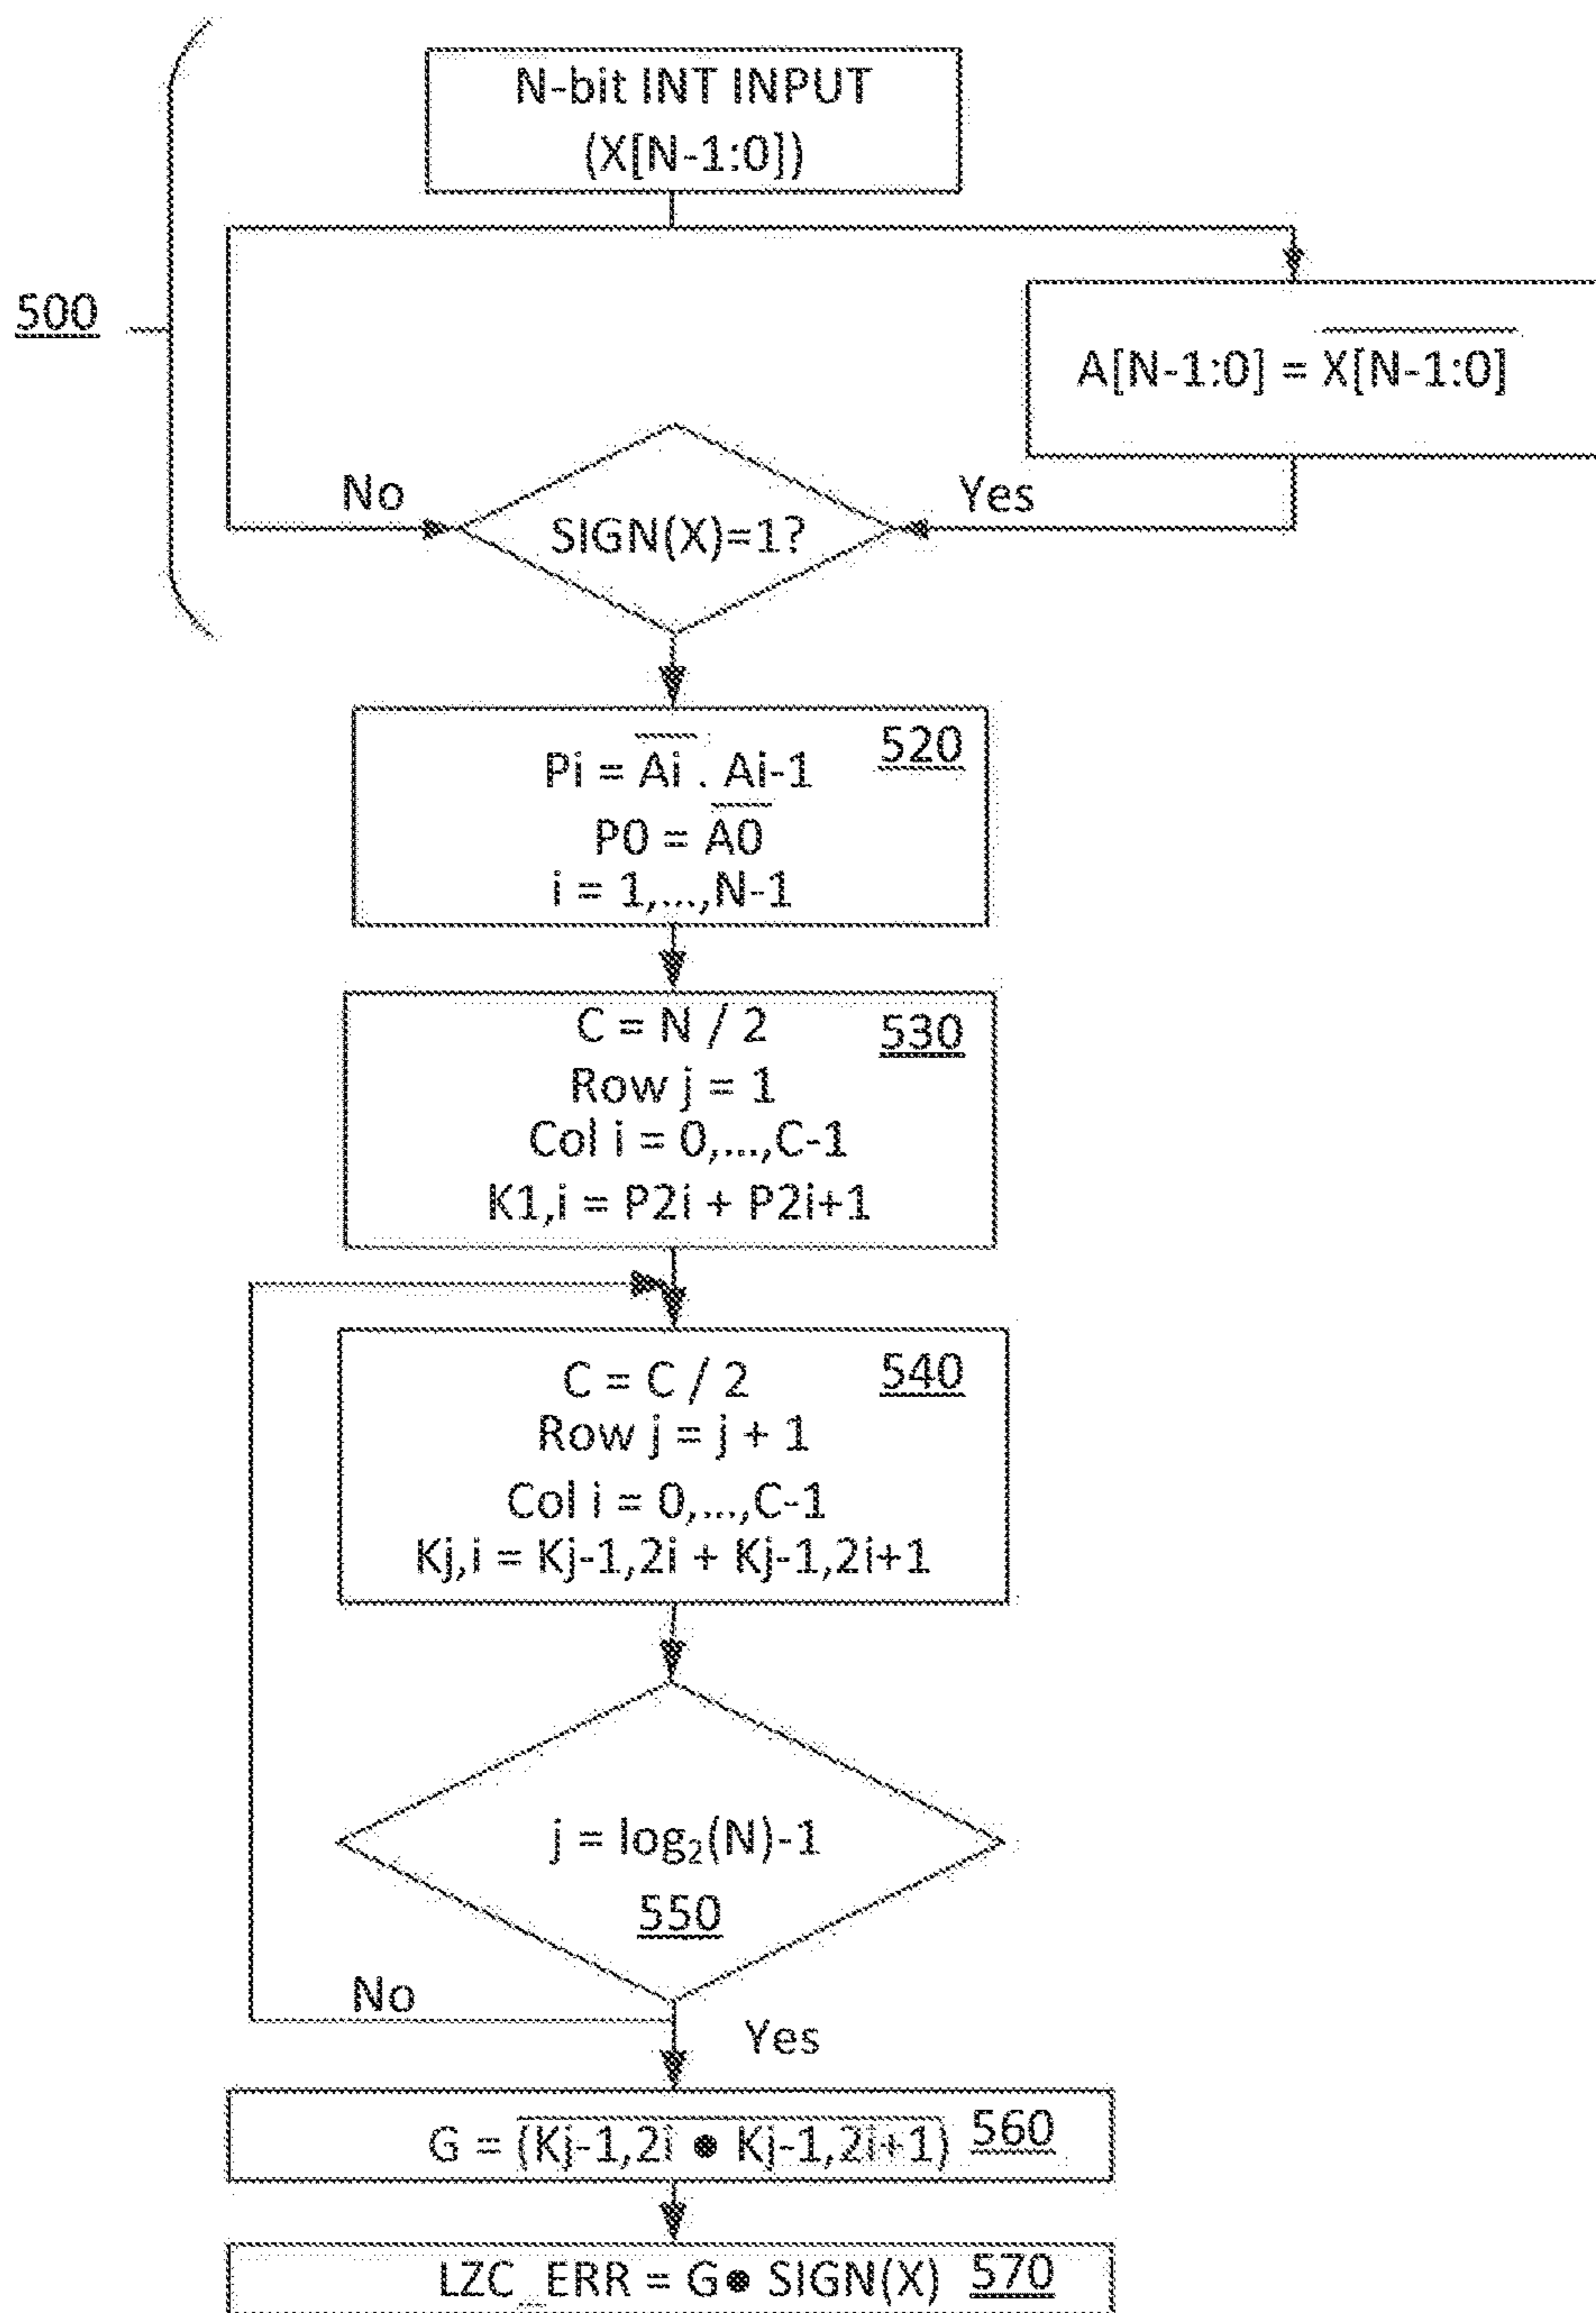 N-bit INT INPUT
(X[N-1:0])
500
A[N-1:0] = X[N-1:0]
No
Yes
SIGN(X)=1?
520
Pi = Ai . Ai-1
P0 = A0
i = 1,...,N-1
C = N / 2
530
Row j = 1
Col i = 0,...,C-1
K1,i = P2i + P2i+1
C = C / 2
540
Row j = j + 1
Col i = 0,...,C-1
Kj,i = Kj-1,2i + Kj-1,2i+1
j = log₂(N)-1
550
No
Yes
G = (Kj-1,2i ● Kj-1,2i+1) 560
LZC_ERR = G● SIGN(X) 570